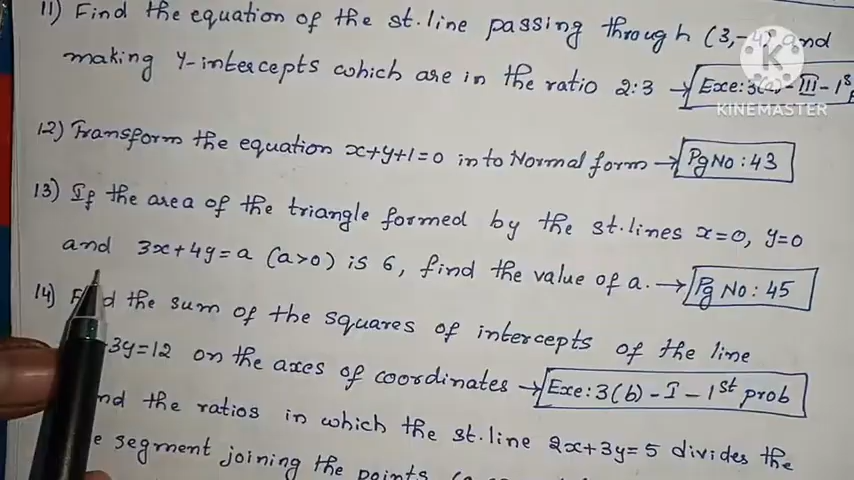 11) Find the equation of the st.line passing through (3,-4) and
making Y-intercepts which are in the ratio 2:3 → Exe: 3(a)-III-1st
KINEMASTER
12) Transform the equation x+y+1=0 in to Normal form → Pg No: 43
13) If the area of the triangle formed by the st.lines x=0, y=0
and 3x+4y=a (a>0) is 6, find the value of a. → Pg No: 45
14) Find the sum of the squares of intercepts of the line
3y=12 on the axes of coordinates → Exe: 3(b)-I-1st prob
nd the ratios in which the st.line 2x+3y=5 divides the
segment joining the points